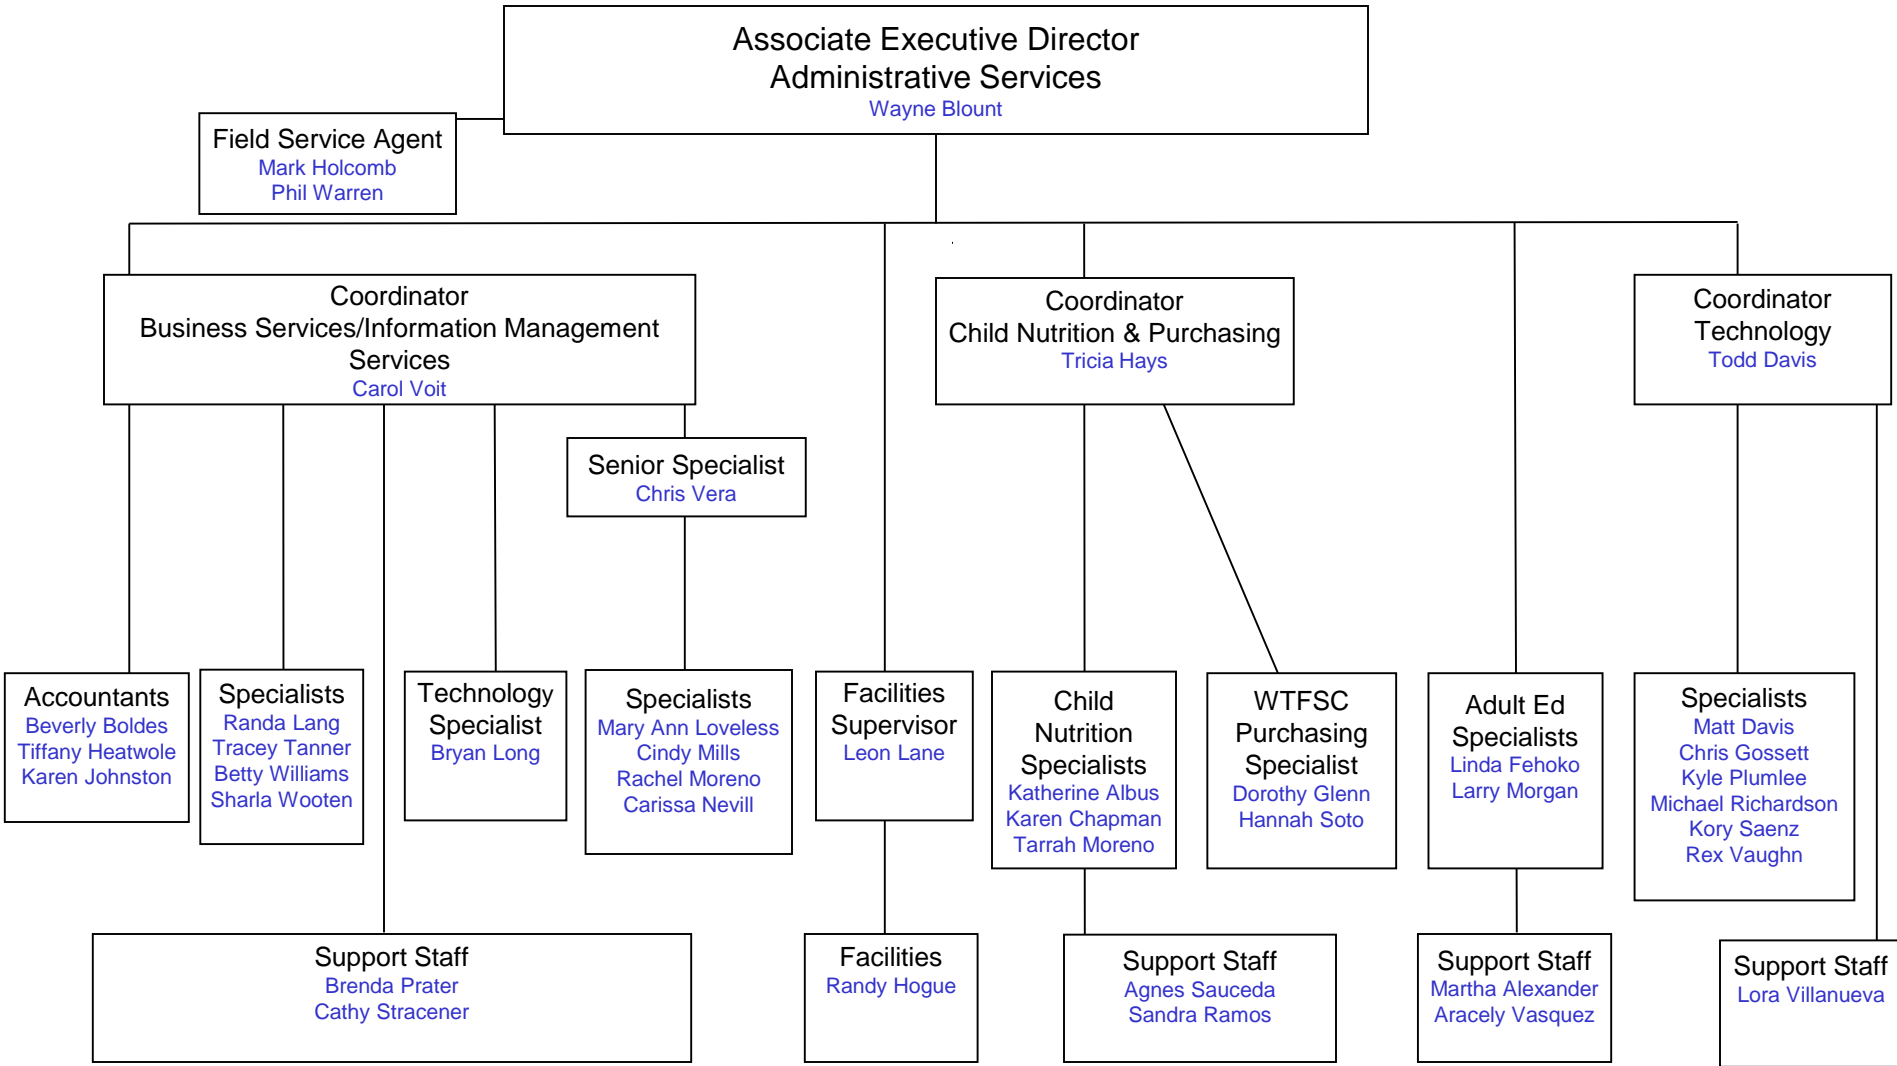 Associate Executive Director
Administrative Services
Wayne Blount
Field Service Agent
Mark Holcomb
Phil Warren
Coordinator
Business Services/Information Management
Services
Carol Voit
Coordinator
Child Nutrition & Purchasing
Tricia Hays
Coordinator
Technology
Todd Davis
Senior Specialist
Chris Vera
Accountants
Beverly Boldes
Tiffany Heatwole
Karen Johnston
Specialists
Randa Lang
Tracey Tanner
Betty Williams
Sharla Wooten
Technology
Specialist
Bryan Long
Specialists
Mary Ann Loveless
Cindy Mills
Rachel Moreno
Carissa Nevill
Facilities
Supervisor
Leon Lane
Child
Nutrition
Specialists
Katherine Albus
Karen Chapman
Tarrah Moreno
WTFSC
Purchasing
Specialist
Dorothy Glenn
Hannah Soto
Adult Ed
Specialists
Linda Fehoko
Larry Morgan
Specialists
Matt Davis
Chris Gossett
Kyle Plumlee
Michael Richardson
Kory Saenz
Rex Vaughn
Support Staff
Brenda Prater
Cathy Stracener
Facilities
Randy Hogue
Support Staff
Agnes Sauceda
Sandra Ramos
Support Staff
Martha Alexander
Aracely Vasquez
Support Staff
Lora Villanueva